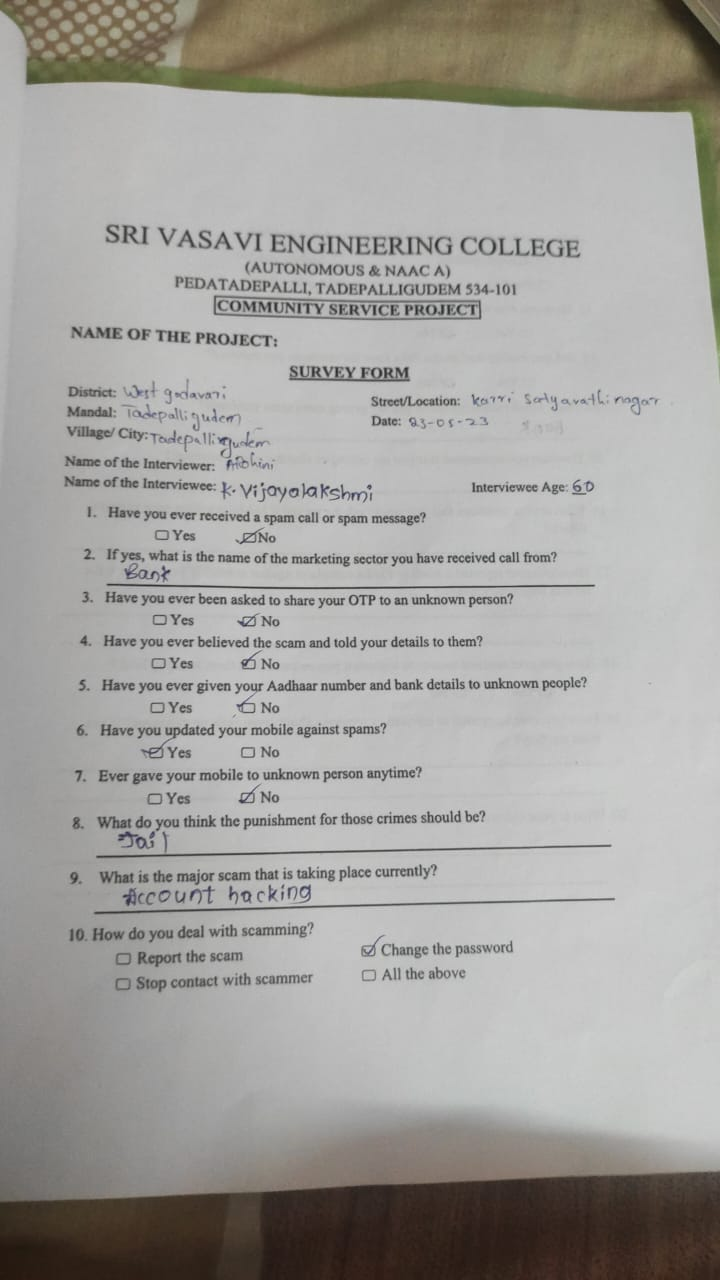 SRI VASAVI ENGINEERING COLLEGE
(AUTONOMOUS & NAAC A)
PEDATADEPALLI, TADEPALLIGUDEM 534-101
COMMUNITY SERVICE PROJECT
NAME OF THE PROJECT:
SURVEY FORM
District: West godavari
Street/Location: Karri Satyavathi nagar
Mandal: Tadepalligudem
Date: 23-05-23
Village/ City: Tadepalligudem
Name of the Interviewer:
Name of the Interviewee: K. Vijayalakshmi
Interviewee Age: 60
1. Have you ever received a spam call or spam message?
☐ Yes ☑ No
2. If yes, what is the name of the marketing sector you have received call from?
Bank
3. Have you ever been asked to share your OTP to an unknown person?
☐ Yes ☑ No
4. Have you ever believed the scam and told your details to them?
☐ Yes ☑ No
5. Have you ever given your Aadhaar number and bank details to unknown people?
☐ Yes ☑ No
6. Have you updated your mobile against spams?
☑ Yes ☐ No
7. Ever gave your mobile to unknown person anytime?
☐ Yes ☑ No
8. What do you think the punishment for those crimes should be?
Jail
9. What is the major scam that is taking place currently?
Account hacking
10. How do you deal with scamming?
☐ Report the scam ☑ Change the password
☐ Stop contact with scammer ☐ All the above